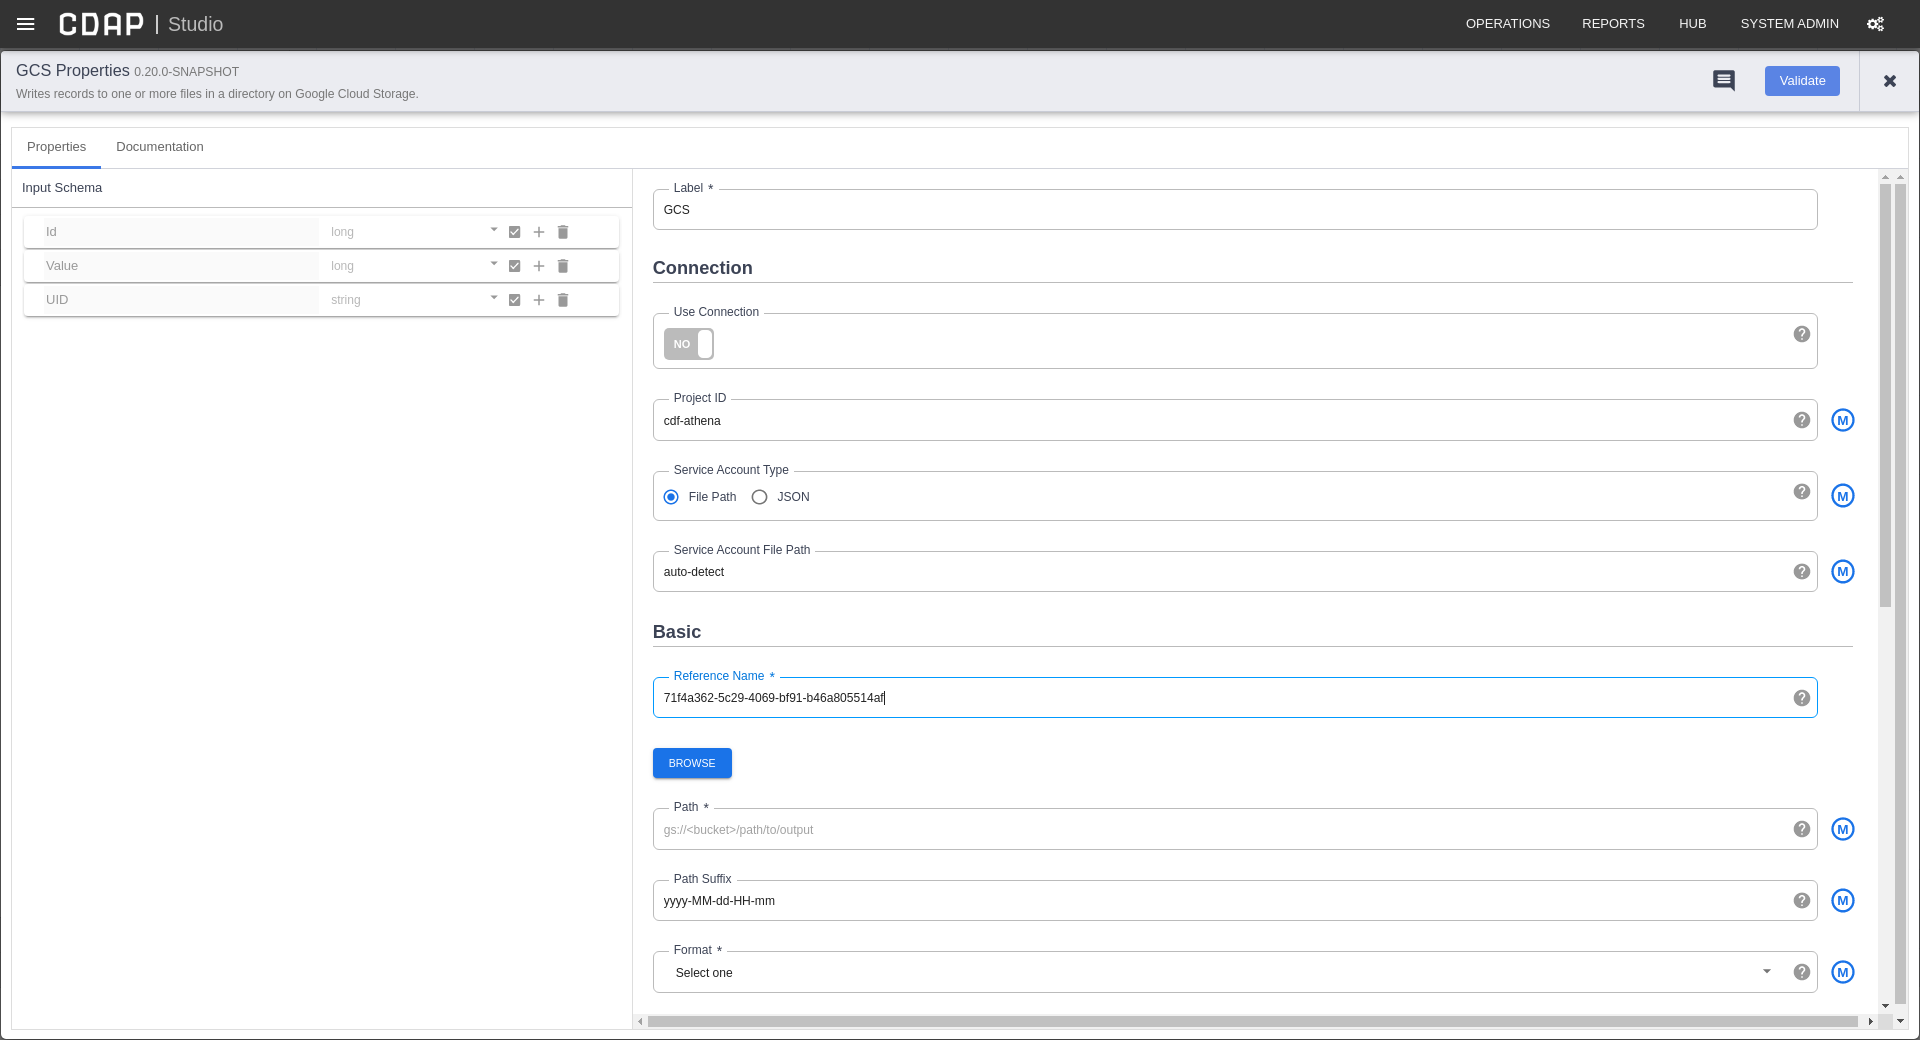 CDAP | Studio
OPERATIONS
REPORTS
HUB
SYSTEM ADMIN
GCS Properties 0.20.0-SNAPSHOT
Writes records to one or more files in a directory on Google Cloud Storage.
Validate
Properties
Documentation
Input Schema
Id long
Value long
UID string
Label *
GCS
Connection
Use Connection
NO
?
Project ID
cdf-athena
?
M
Service Account Type
File Path
JSON
?
M
Service Account File Path
auto-detect
?
M
Basic
Reference Name *
71f4a362-5c29-4069-bf91-b46a805514af
?
BROWSE
Path *
gs://<bucket>/path/to/output
?
M
Path Suffix
yyyy-MM-dd-HH-mm
?
M
Format *
Select one
?
M